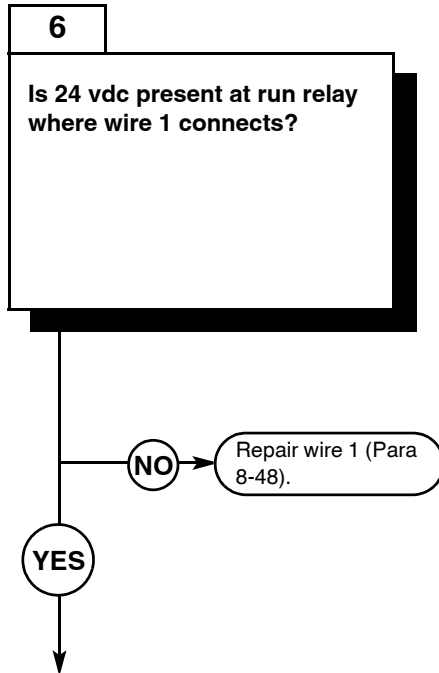 6
Is 24 vdc present at run relay
where wire 1 connects?
NO
Repair wire 1 (Para
8-48).
YES